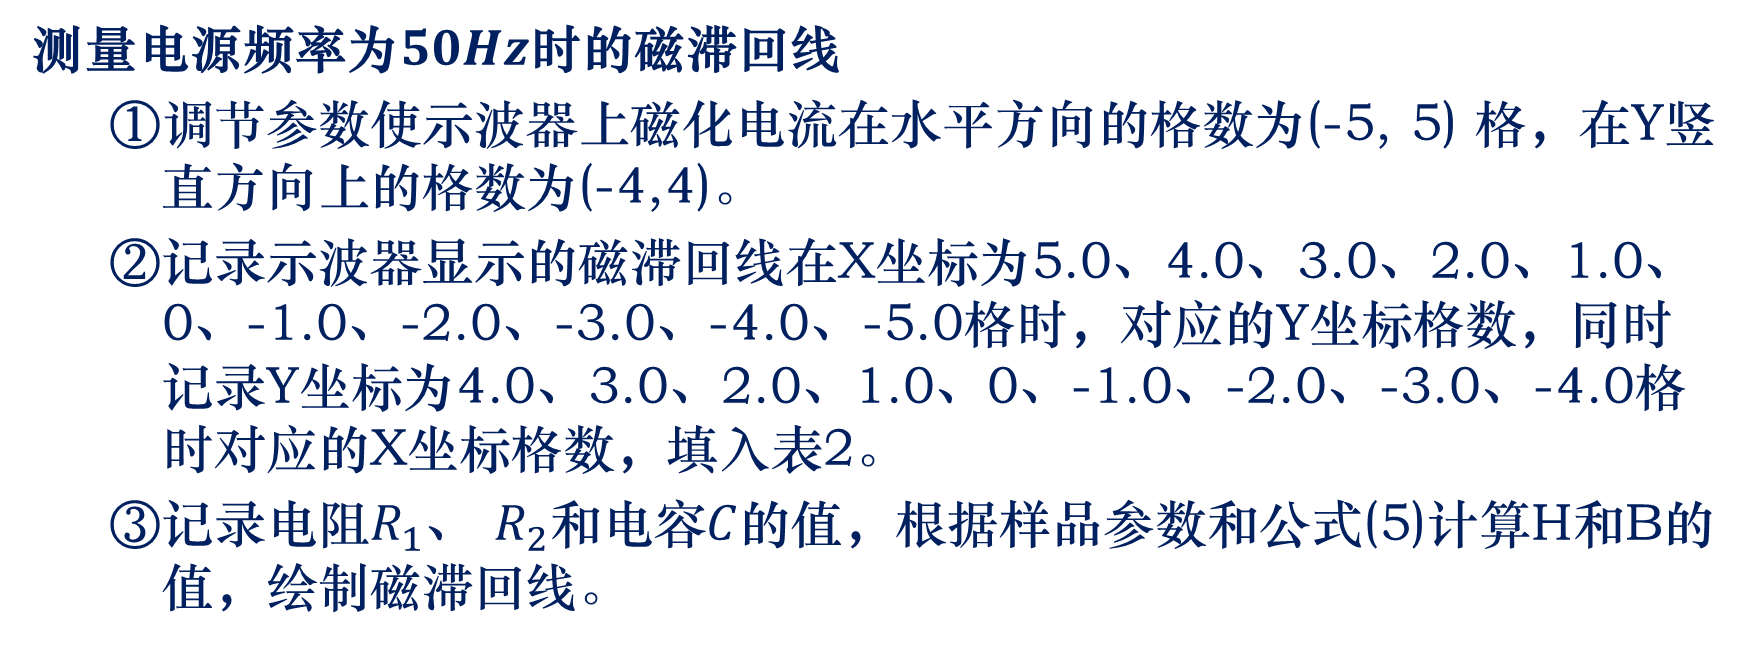 测量电源频率为50Hz时的磁滞回线
①调节参数使示波器上磁化电流在水平方向的格数为(-5, 5) 格，在Y竖
直方向上的格数为(-4,4)。
②记录示波器显示的磁滞回线在X坐标为5.0、4.0、3.0、2.0、1.0、
0、-1.0、-2.0、-3.0、-4.0、-5.0格时，对应的Y坐标格数，同时
记录Y坐标为4.0、3.0、2.0、1.0、0、-1.0、-2.0、-3.0、-4.0格
时对应的X坐标格数，填入表2。
③记录电阻R₁、 R₂和电容C的值，根据样品参数和公式(5)计算H和B的
值，绘制磁滞回线。